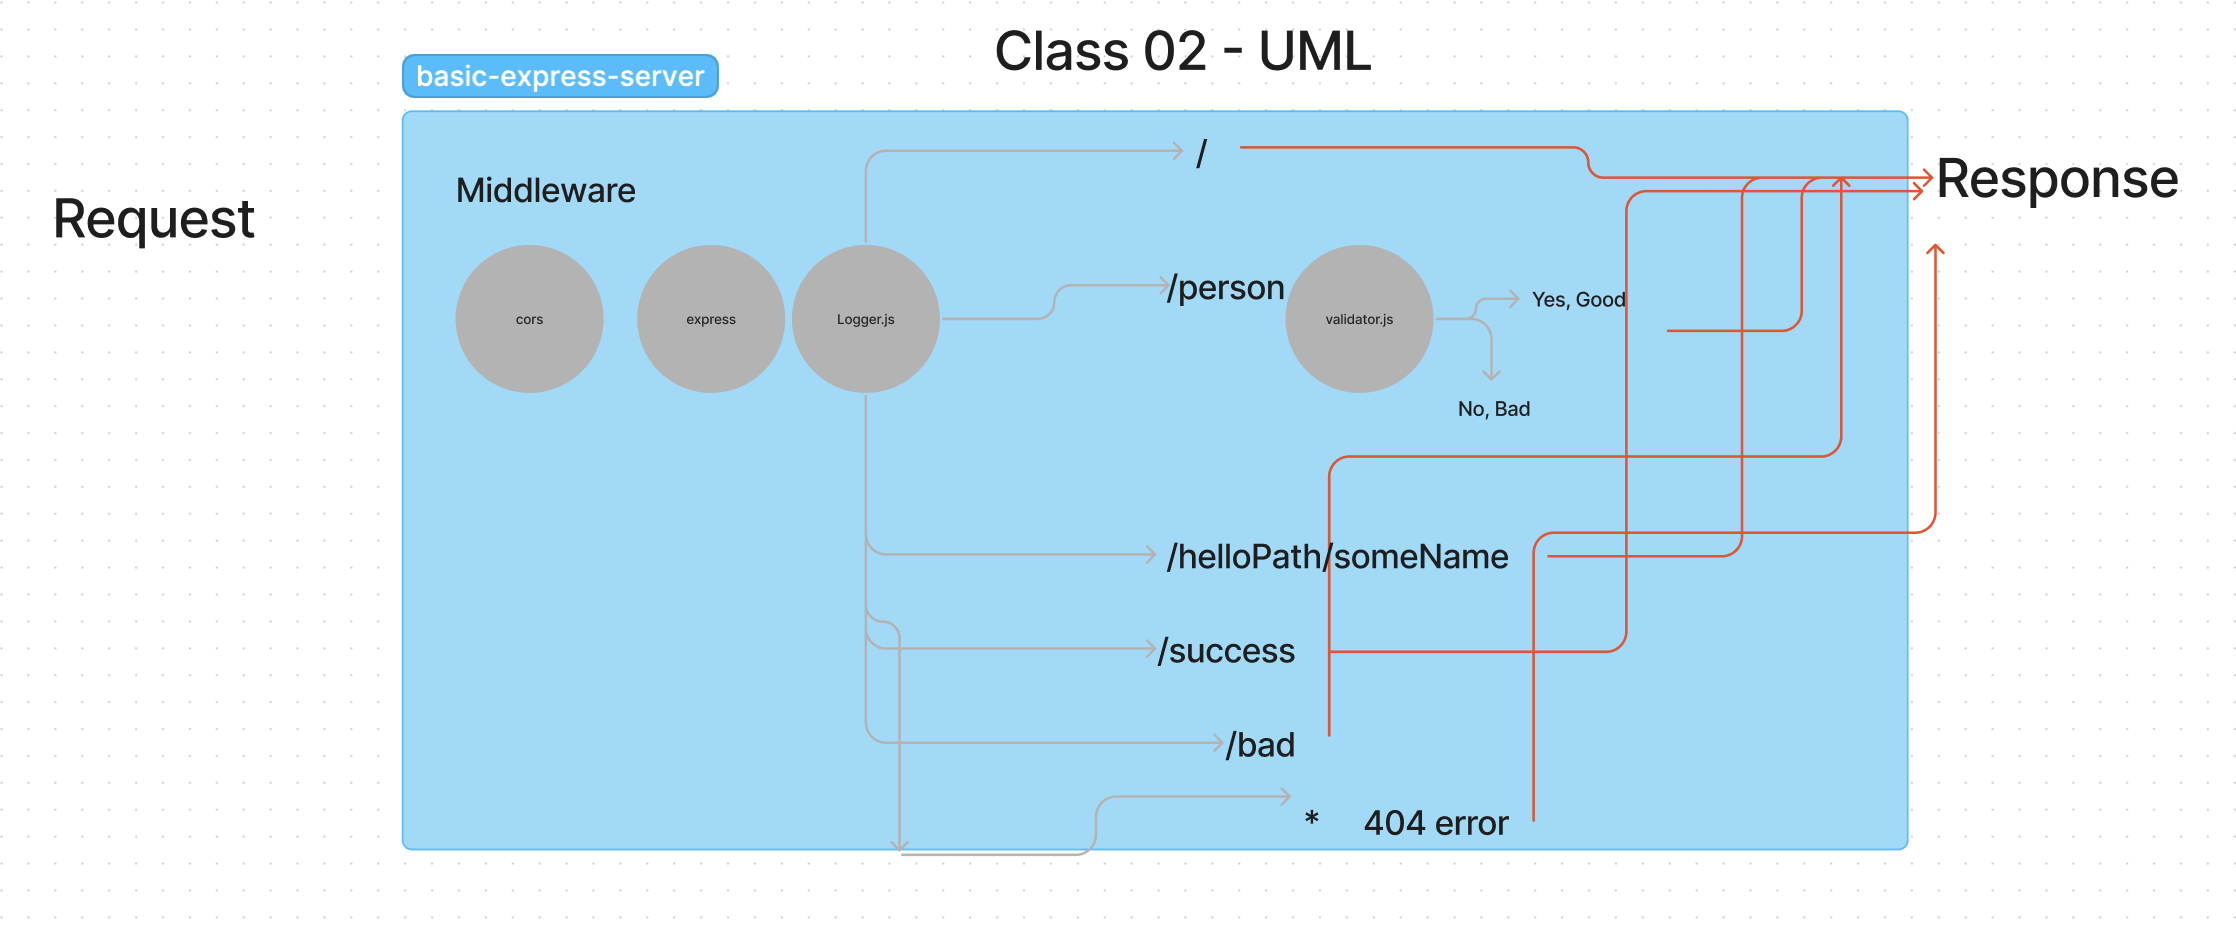 Class 02 - UML
basic-express-server
Request
Middleware
cors
express
Logger.js
/
/person
validator.js
Yes, Good
No, Bad
/helloPath/someName
/success
/bad
* 404 error
Response